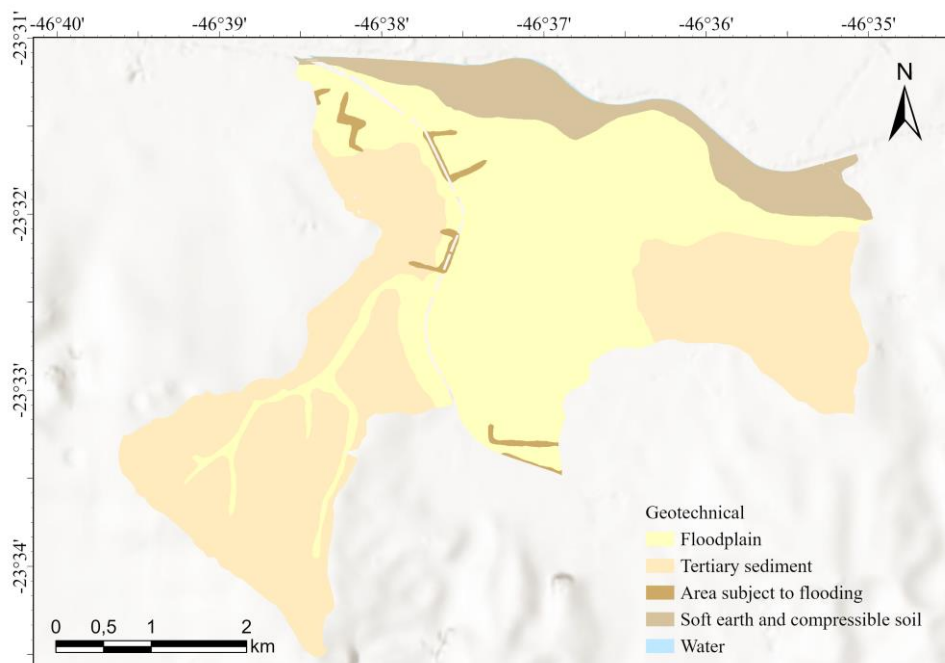 -46°40' -46°39' -46°38' -46°37' -46°36' -46°35'
-23°31'
-23°32'
-23°33'
-23°34'
N
Geotechnical
Floodplain
Tertiary sediment
Area subject to flooding
Soft earth and compressible soil
Water
0 0,5 1 2
km